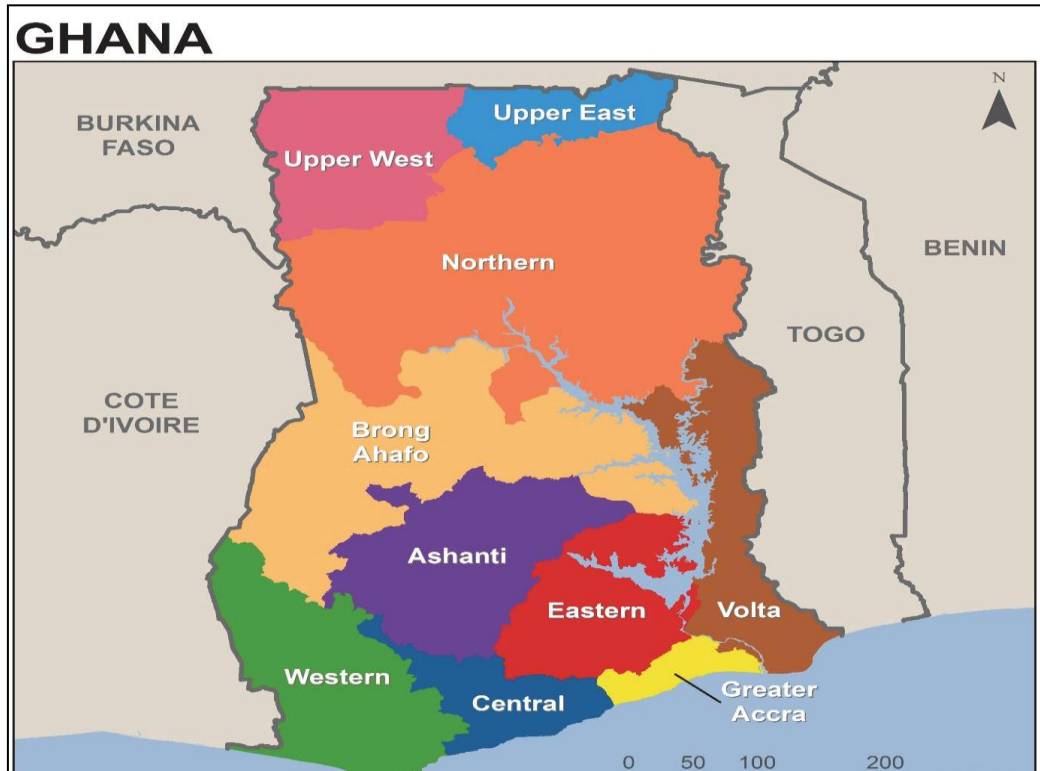 GHANA
N
BURKINA
FASO
Upper West
Upper East
Northern
BENIN
TOGO
COTE
D'IVOIRE
Brong
Ahafo
Ashanti
Eastern
Volta
Western
Central
Greater
Accra
0 50 100 200